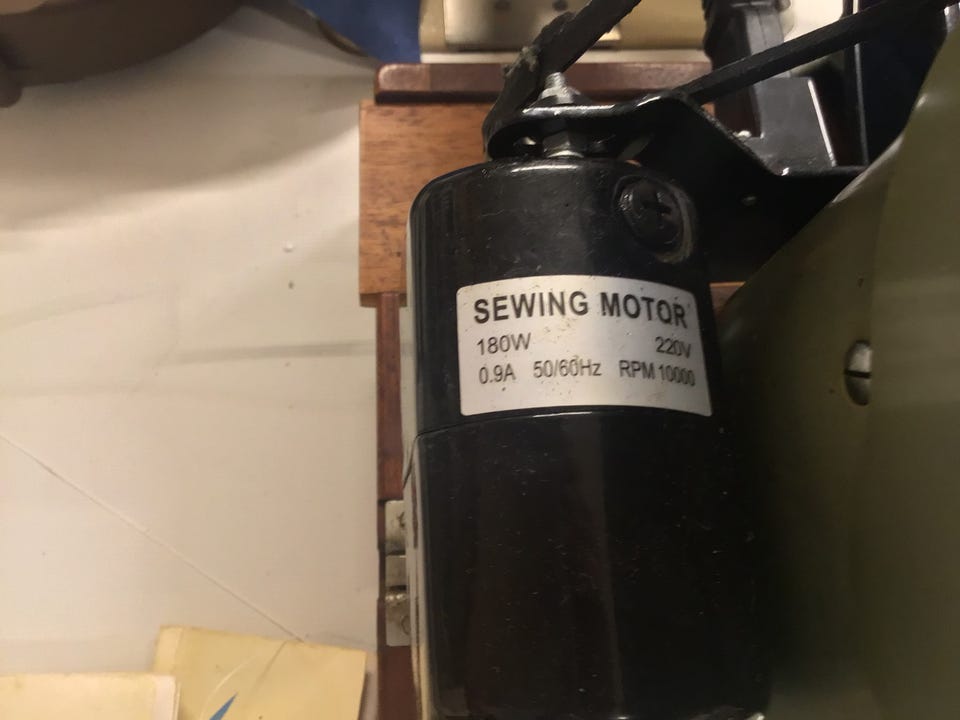 SEWING MOTOR
180W 220V
0.9A 50/60Hz RPM 10000